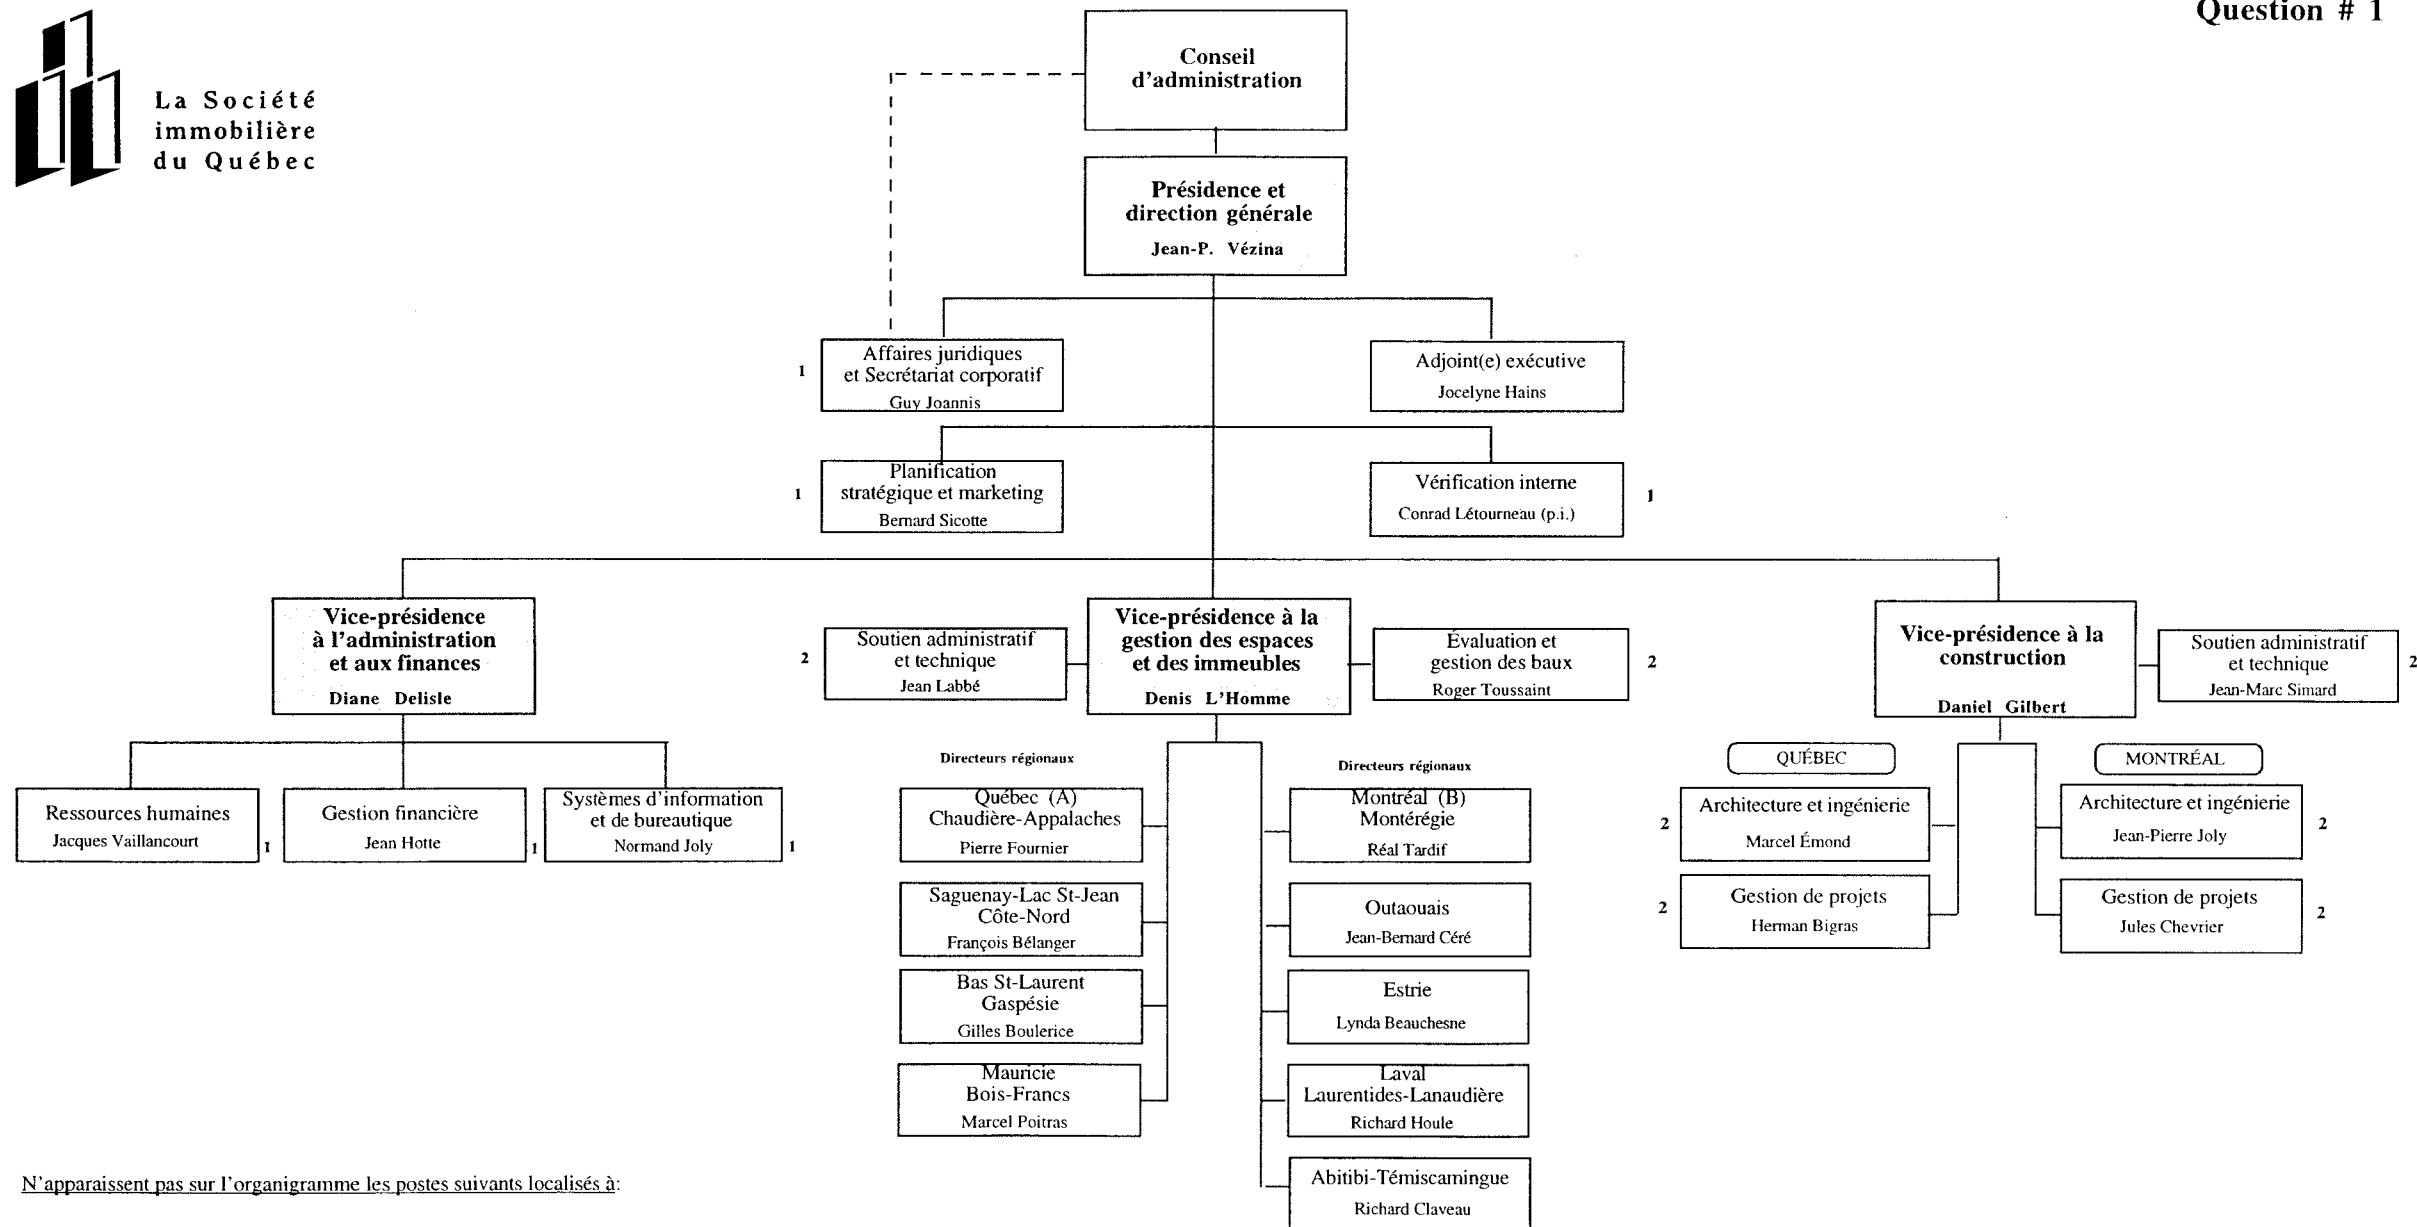 Question # 1
La Société
immobilière
du Québec
Conseil
d'administration
Présidence et
direction générale
Jean-P. Vézina
1
Affaires juridiques
et Secrétariat corporatif
Guy Joannis
Adjoint(e) exécutive
Jocelyne Hains
1
Planification
stratégique et marketing
Bernard Sicotte
Vérification interne
Conrad Létourneau (p.i.)
1
Vice-présidence
à l'administration
et aux finances
Diane Delisle
2
Soutien administratif
et technique
Jean Labbé
Vice-présidence à la
gestion des espaces
et des immeubles
Denis L'Homme
Évaluation et
gestion des baux
Roger Toussaint
2
Vice-présidence à la
construction
Daniel Gilbert
Soutien administratif
et technique
Jean-Marc Simard
2
Ressources humaines
Jacques Vaillancourt
1
Gestion financière
Jean Hotte
1
Systèmes d'information
et de bureautique
Normand Joly
1
Directeurs régionaux
Québec (A)
Chaudière-Appalaches
Pierre Fournier
Saguenay-Lac St-Jean
Côte-Nord
François Bélanger
Bas St-Laurent
Gaspésie
Gilles Boulerice
Mauricie
Bois-Francs
Marcel Poitras
Directeurs régionaux
Montréal (B)
Montérégie
Réal Tardif
Outaouais
Jean-Bernard Céré
Estrie
Lynda Beauchesne
Laval
Laurentides-Lanaudière
Richard Houle
Abitibi-Témiscamingue
Richard Claveau
QUÉBEC
2
Architecture et ingénierie
Marcel Émond
2
Gestion de projets
Herman Bigras
MONTRÉAL
Architecture et ingénierie
Jean-Pierre Joly
2
Gestion de projets
Jules Chevrier
2
N'apparaissent pas sur l'organigramme les postes suivants localisés à: